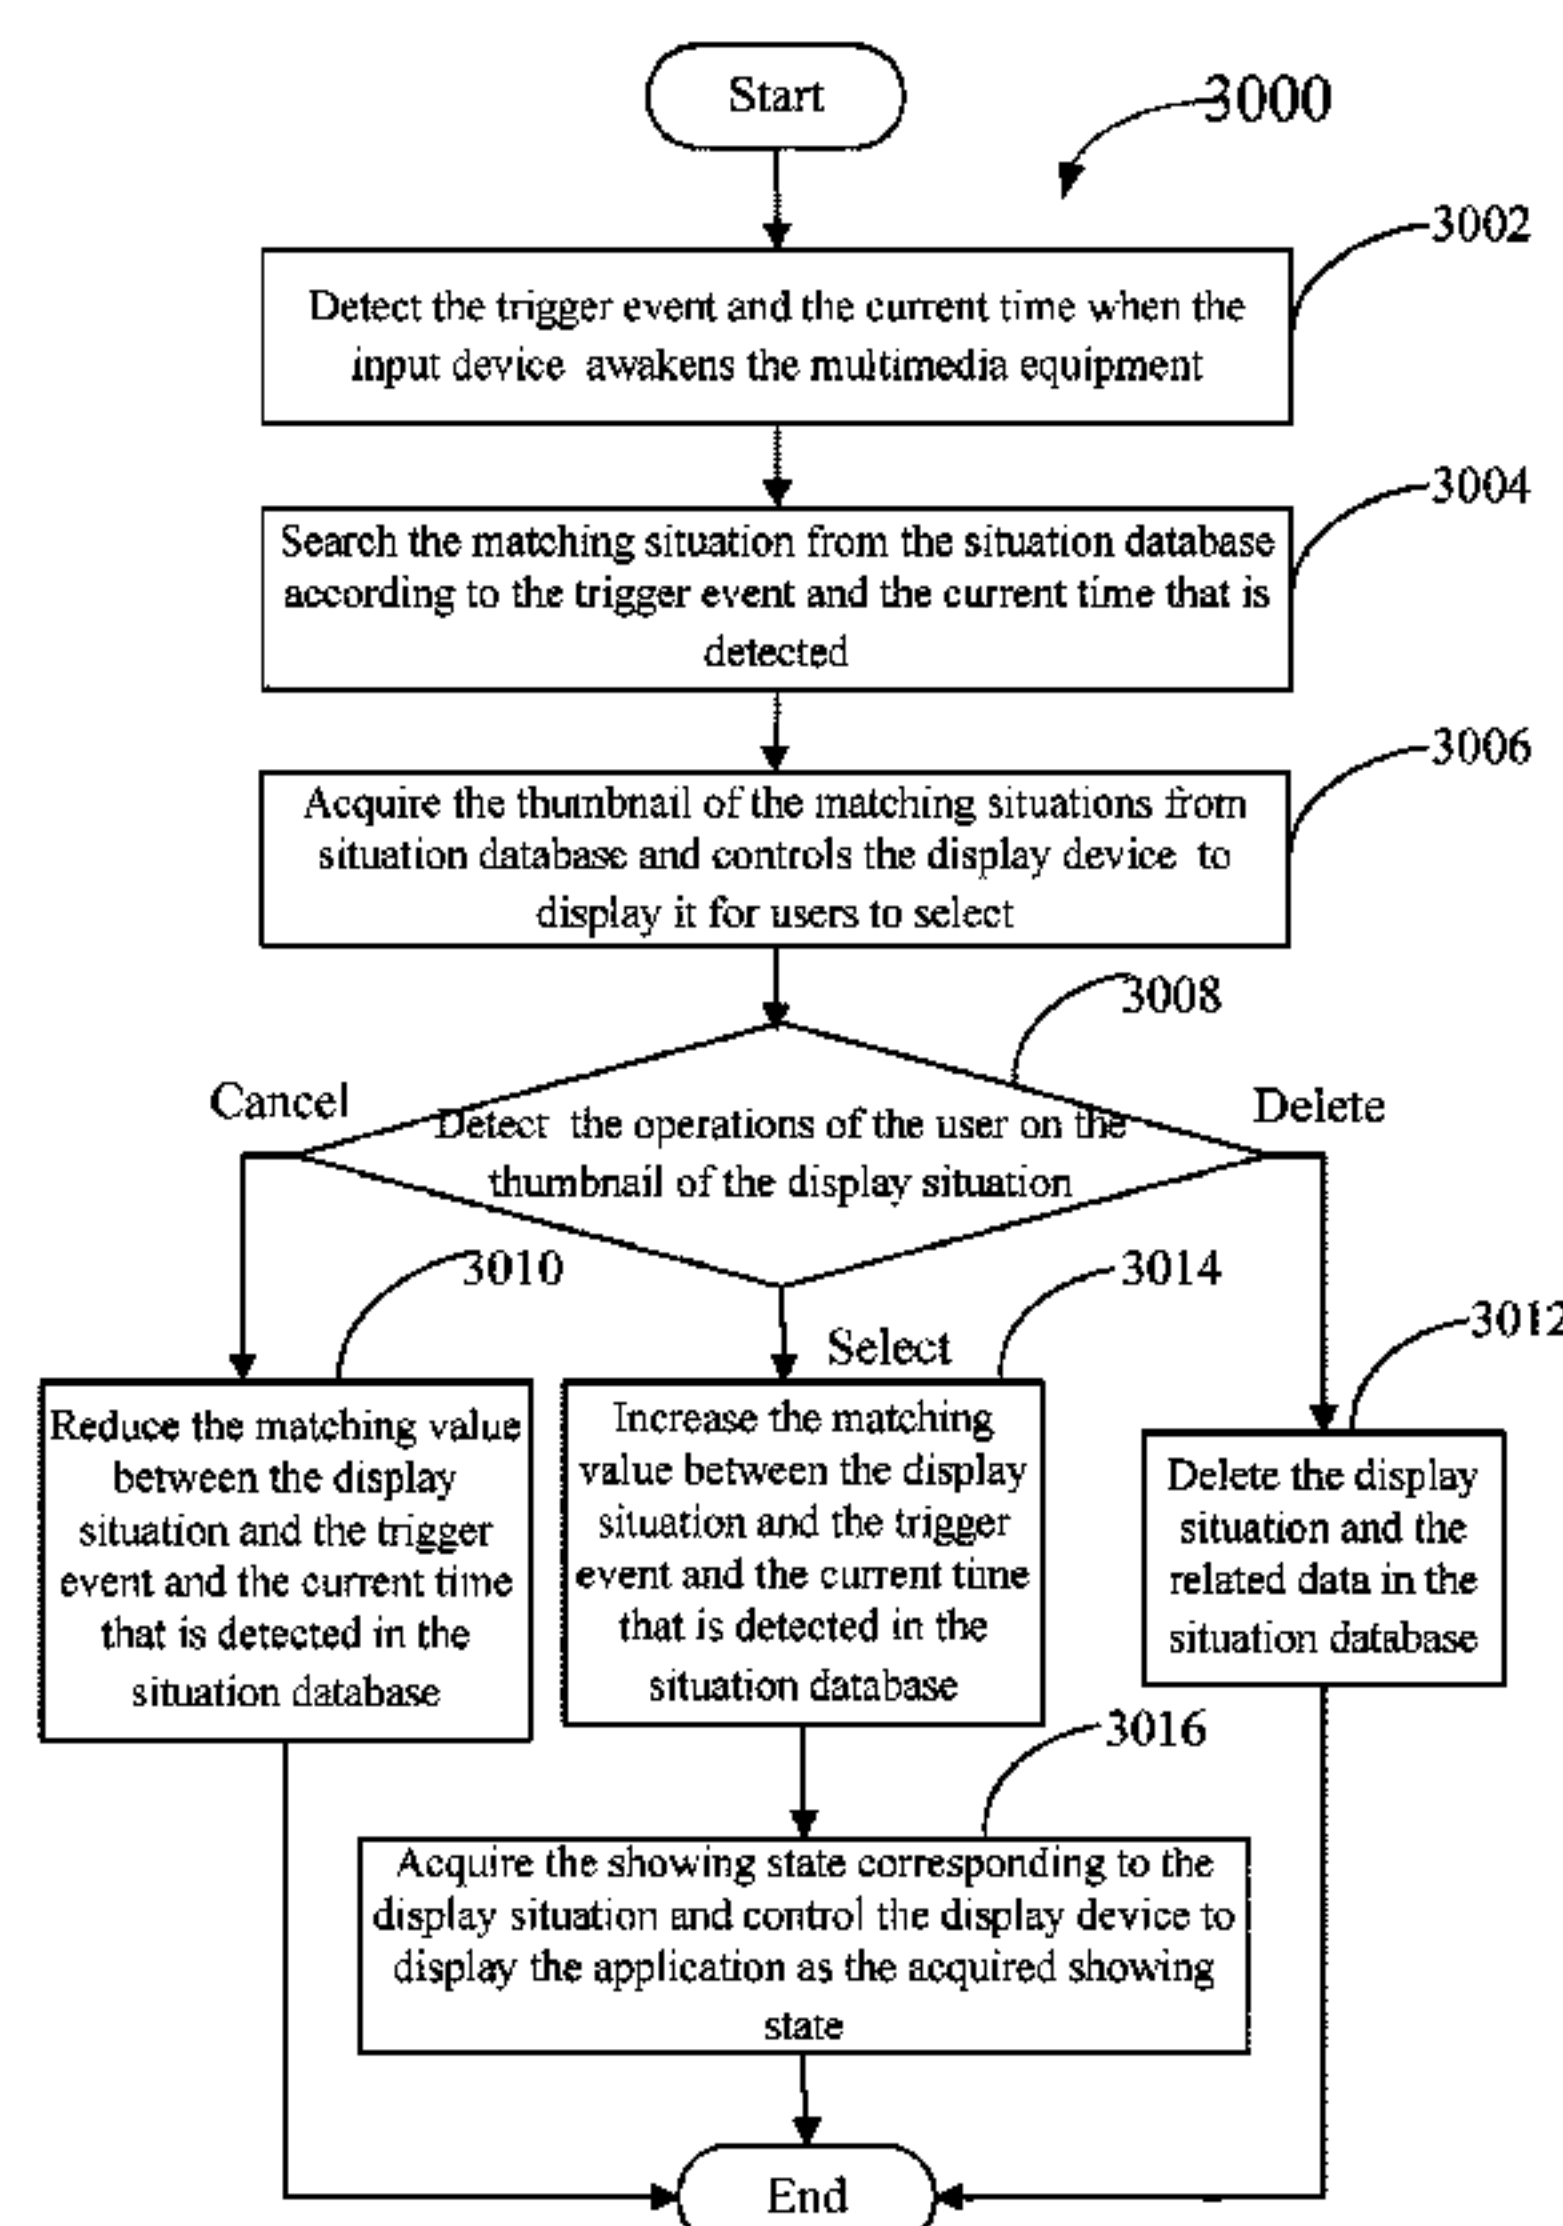 Start
3000
3002
Detect the trigger event and the current time when the
input device awakens the multimedia equipment
3004
Search the matching situation from the situation database
according to the trigger event and the current time that is
detected
3006
Acquire the thumbnail of the matching situations from
situation database and controls the display device to
display it for users to select
3008
Cancel
Delete
Detect the operations of the user on the
thumbnail of the display situation
3010
3014
3012
Select
Reduce the matching value
between the display
situation and the trigger
event and the current time
that is detected in the
situation database
Increase the matching
value between the display
situation and the trigger
event and the current time
that is detected in the
situation database
Delete the display
situation and the
related data in the
situation database
3016
Acquire the showing state corresponding to the
display situation and control the display device to
display the application as the acquired showing
state
End